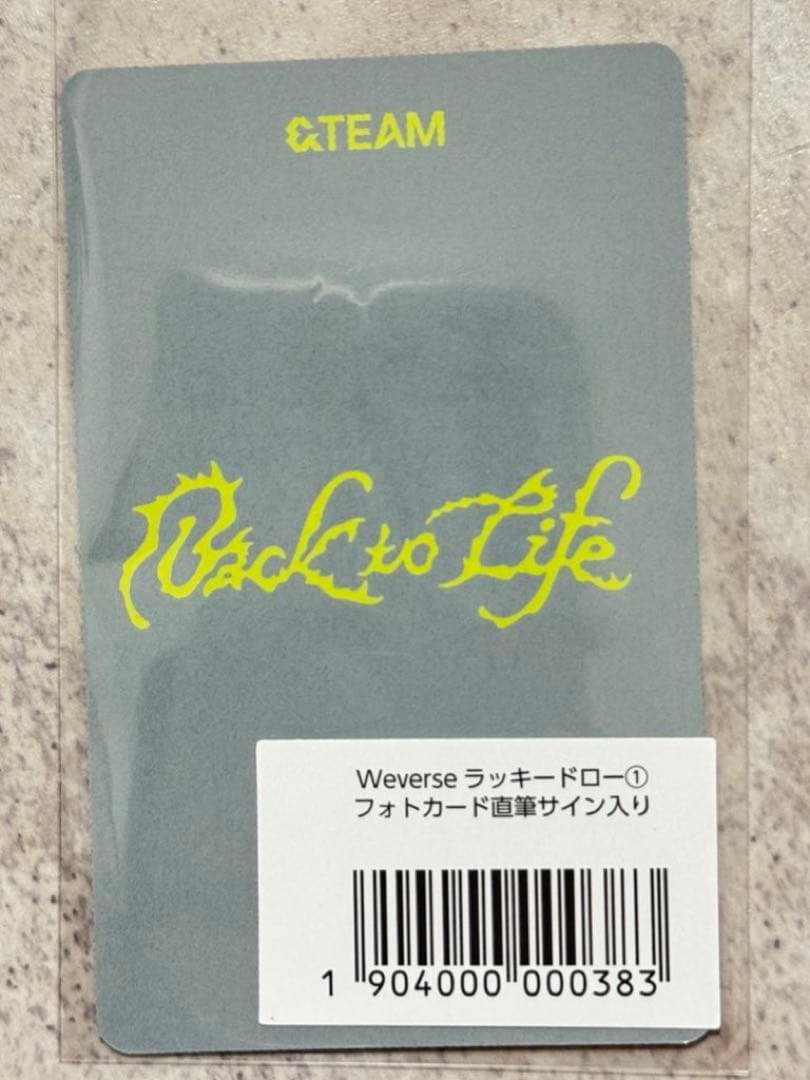 &TEAM
Back to Life
Weverse ラッキードロー①
フォトカード直筆サイン入り
1 904000 000383